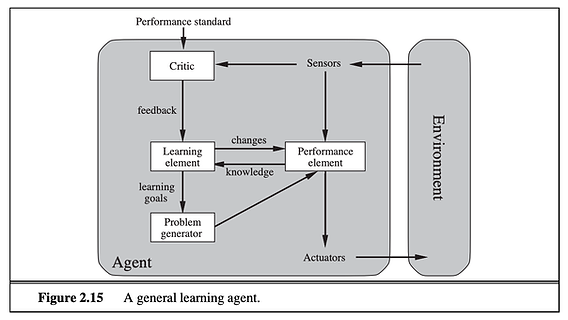 Performance standard
Critic
Sensors
feedback
changes
Learning
element
Performance
element
knowledge
learning
goals
Problem
generator
Agent
Actuators
Environment
Figure 2.15 A general learning agent.